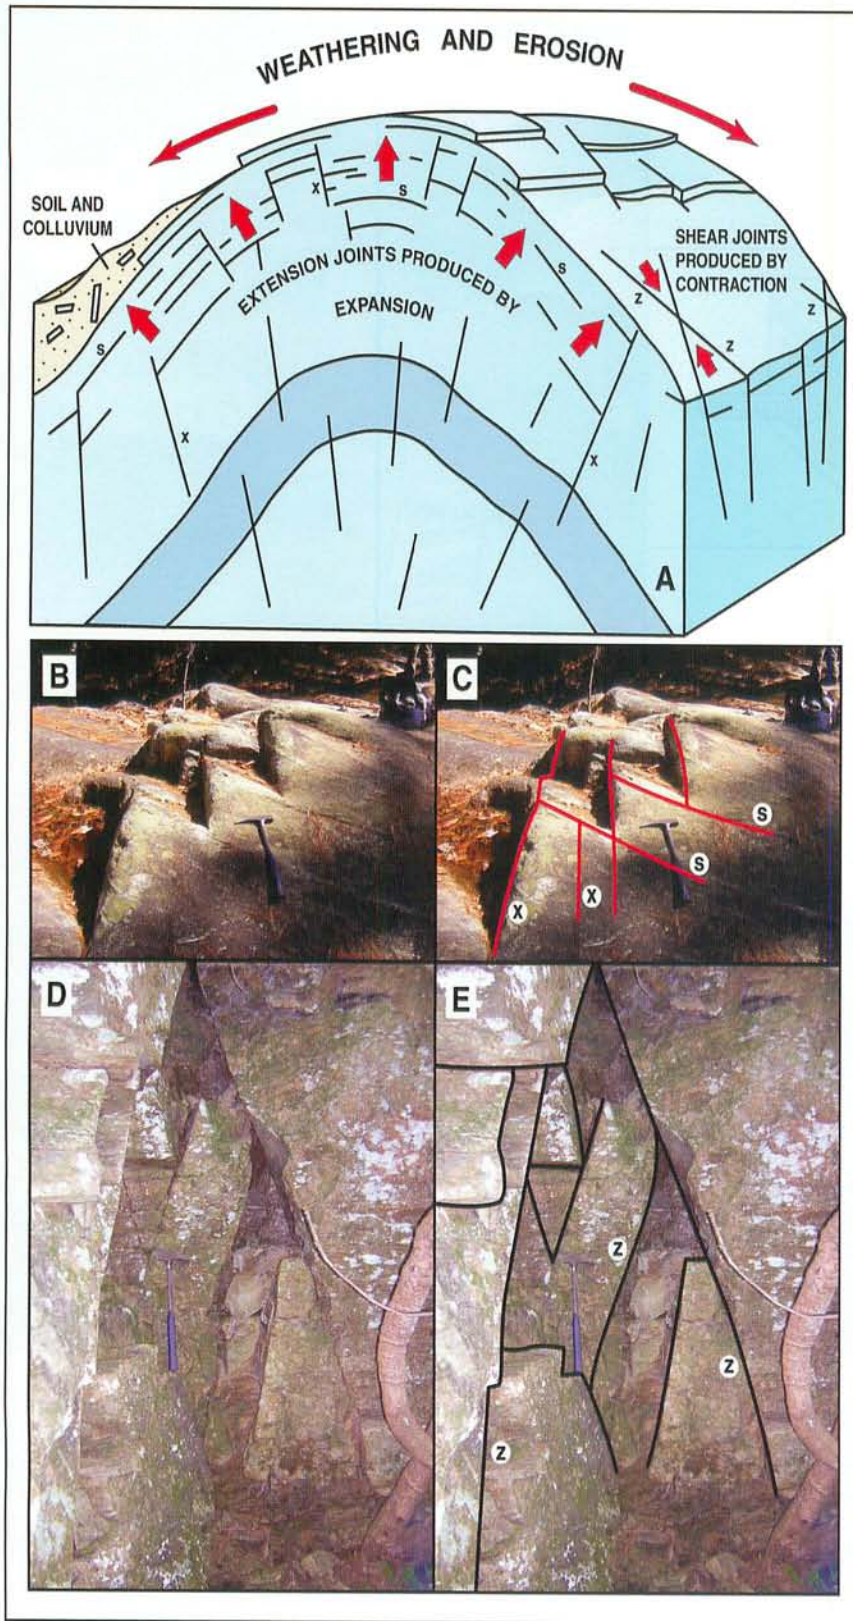 WEATHERING AND EROSION
SOIL AND
COLLUVIUM
X
S
EXTENSION JOINTS PRODUCED BY
EXPANSION
S
SHEAR JOINTS
PRODUCED BY
CONTRACTION
Z
Z
Z
S
X
X
A
B
C
S
S
X
X
D
E
Z
Z
Z